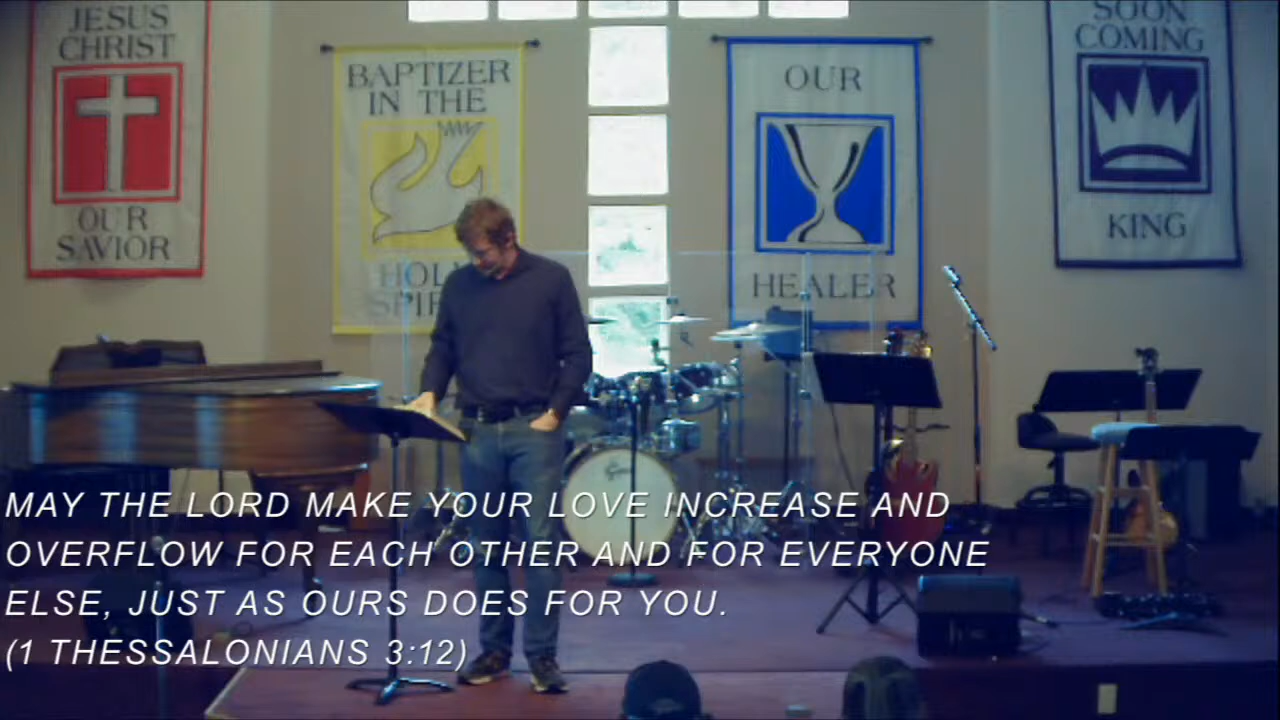 JESUS
CHRIST
OUR
SAVIOR
BAPTIZER
IN THE
HOLY
SPIR
OUR
HEALER
SOON
COMING
KING
MAY THE LORD MAKE YOUR LOVE INCREASE AND
OVERFLOW FOR EACH OTHER AND FOR EVERYONE
ELSE, JUST AS OURS DOES FOR YOU.
(1 THESSALONIANS 3:12)